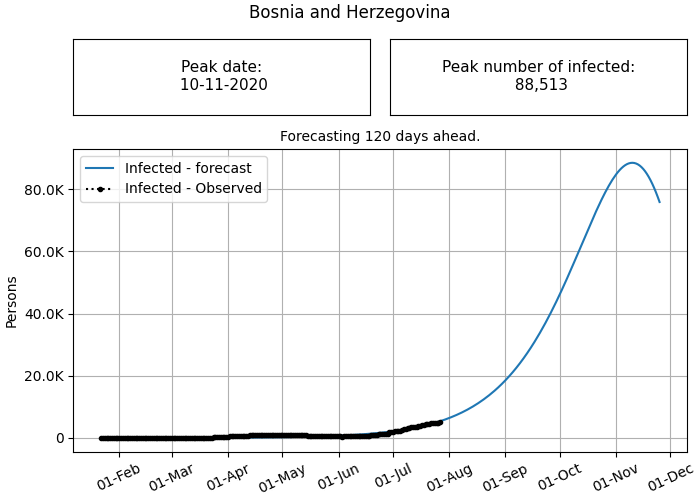 Bosnia and Herzegovina
Peak date:
10-11-2020
Peak number of infected:
88,513
Forecasting 120 days ahead.
Infected - forecast
Infected - Observed
80.0K
60.0K
40.0K
20.0K
0
Persons
01-Feb
01-Mar
01-Apr
01-May
01-Jun
01-Jul
01-Aug
01-Sep
01-Oct
01-Nov
01-Dec